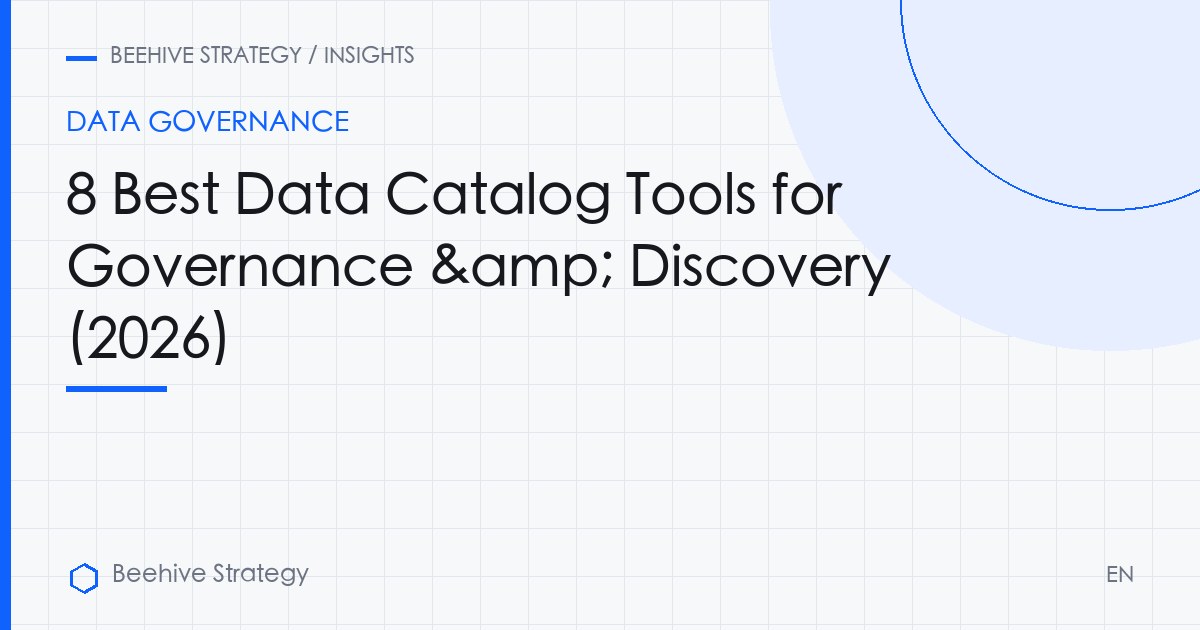 BEEHIVE STRATEGY / INSIGHTS
DATA GOVERNANCE
8 Best Data Catalog Tools for
Governance &amp; Discovery
(2026)
Beehive Strategy
EN